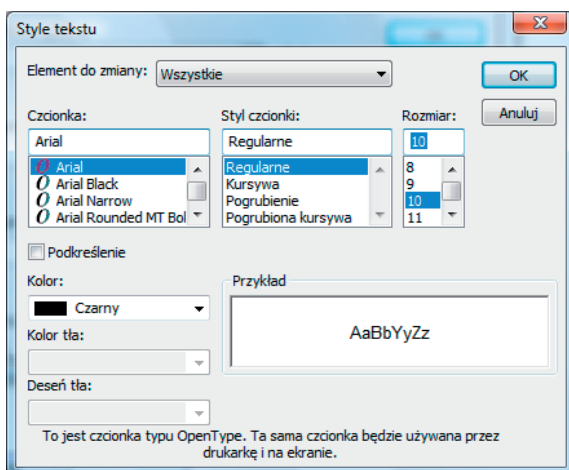 Style tekstu
Element do zmiany: Wszystkie
OK
Anuluj
Czcionka: Styl czcionki: Rozmiar:
Arial Regularne 10
Arial Regularne 8
Arial Black Kursywa 9
Arial Narrow Pogrubienie 10
Arial Rounded MT Bol Pogrubiona kursywa 11
Podkreślenie
Kolor: Przykład
Czarny
AaBbYyZz
Kolor tła:
Deseń tła:
To jest czcionka typu OpenType. Ta sama czcionka będzie używana przez
drukarkę i na ekranie.